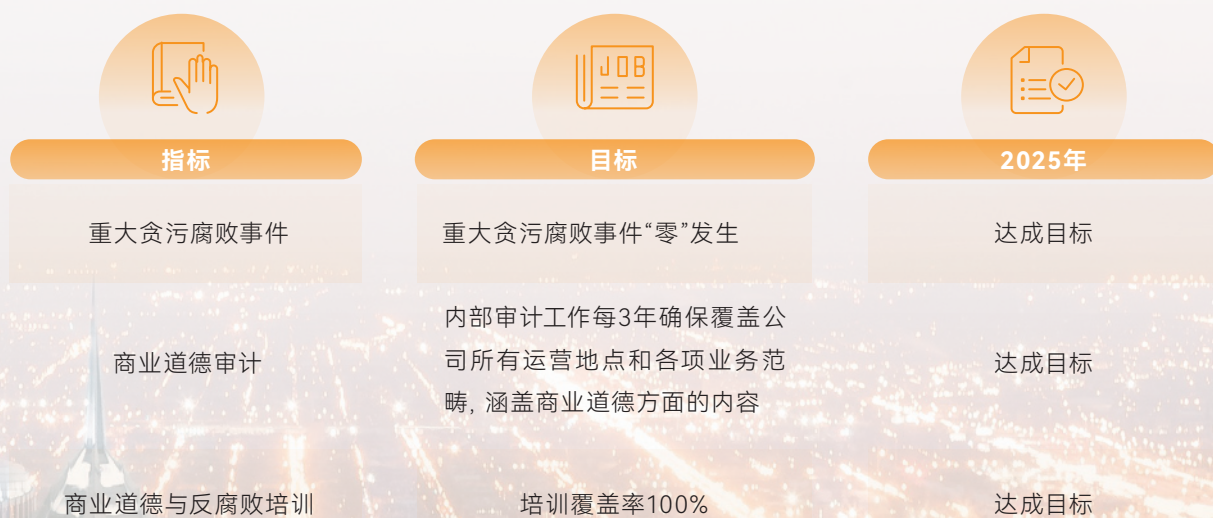 JOB
指标
目标
2025年
重大贪污腐败事件
重大贪污腐败事件“零”发生
达成目标
商业道德审计
内部审计工作每3年确保覆盖公
司所有运营地点和各项业务范
畴, 涵盖商业道德方面的内容
达成目标
商业道德与反腐败培训
培训覆盖率100%
达成目标